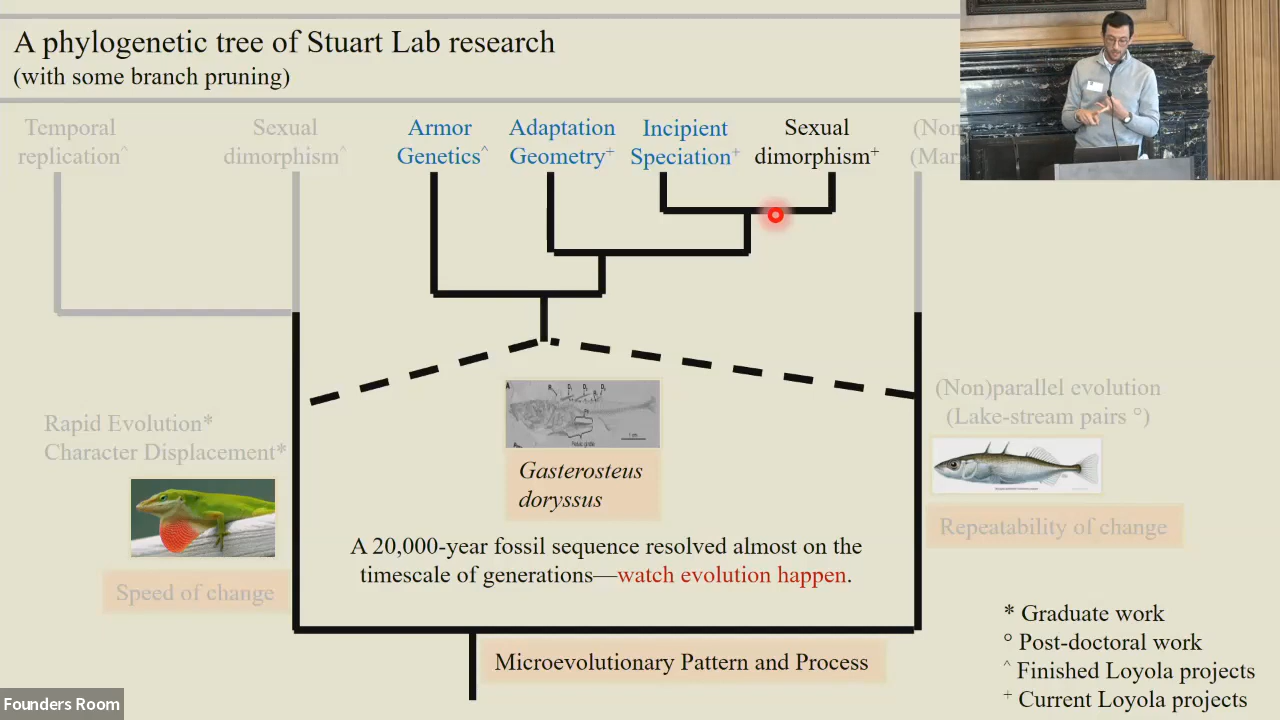 A phylogenetic tree of Stuart Lab research
(with some branch pruning)
Temporal
replication^
Sexual
dimorphism^
Armor
Genetics^
Adaptation
Geometry+
Incipient
Speciation+
Sexual
dimorphism+
(Non
(Mar
Rapid Evolution*
Character Displacement*
Speed of change
A
Gasterosteus
doryssus
(Non)parallel evolution
(Lake-stream pairs °)
Repeatability of change
A 20,000-year fossil sequence resolved almost on the
timescale of generations—watch evolution happen.
Microevolutionary Pattern and Process
* Graduate work
° Post-doctoral work
^ Finished Loyola projects
+ Current Loyola projects
Founders Room